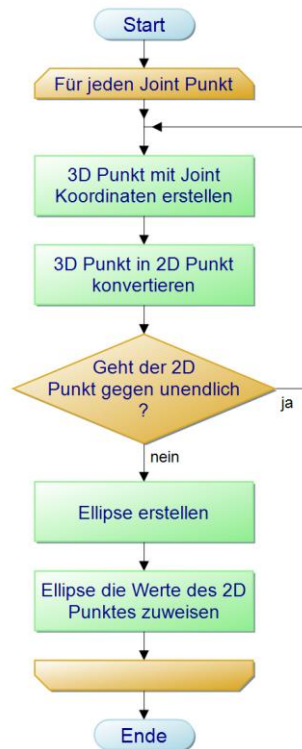 Start
Für jeden Joint Punkt
3D Punkt mit Joint
Koordinaten erstellen
3D Punkt in 2D Punkt
konvertieren
Geht der 2D
Punkt gegen unendlich
?
ja
nein
Ellipse erstellen
Ellipse die Werte des 2D
Punktes zuweisen
Ende